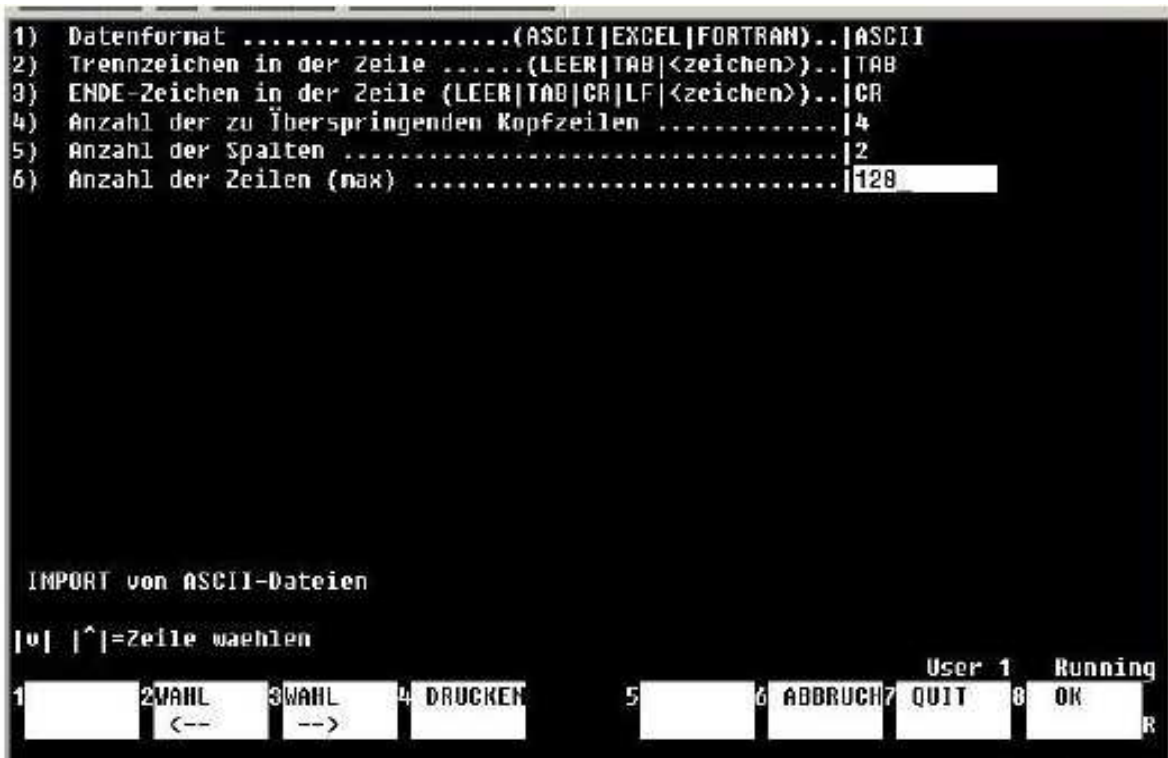 1) Datenformat ...................(ASCII|EXCEL|FORTRAN)..|ASCII
2) Trennzeichen in der Zeile ......(LEER|TAB|<zeichen>)..|TAB
3) ENDE-Zeichen in der Zeile (LEER|TAB|CR|LF|<zeichen>)..|CR
4) Anzahl der zu Ïberspringenden Kopfzeilen .............|4
5) Anzahl der Spalten ...................................|2
6) Anzahl der Zeilen (max) ..............................|128_
IMPORT von ASCII-Dateien
|v| |^|=Zeile waehlen
User 1 Running
1 2 WAHL 3 WAHL 4 DRUCKEN 5 6 ABBRUCH 7 QUIT 8 OK
<-- --> R